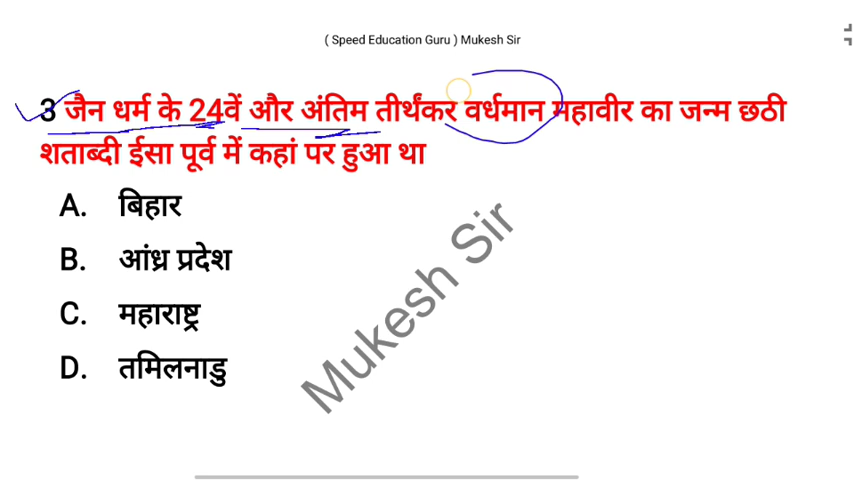 ( Speed Education Guru ) Mukesh Sir
3 जैन धर्म के 24वें और अंतिम तीर्थंकर वर्धमान महावीर का जन्म छठी
शताब्दी ईसा पूर्व में कहां पर हुआ था
A. बिहार
B. आंध्र प्रदेश
C. महाराष्ट्र
D. तमिलनाडु
Mukesh Sir